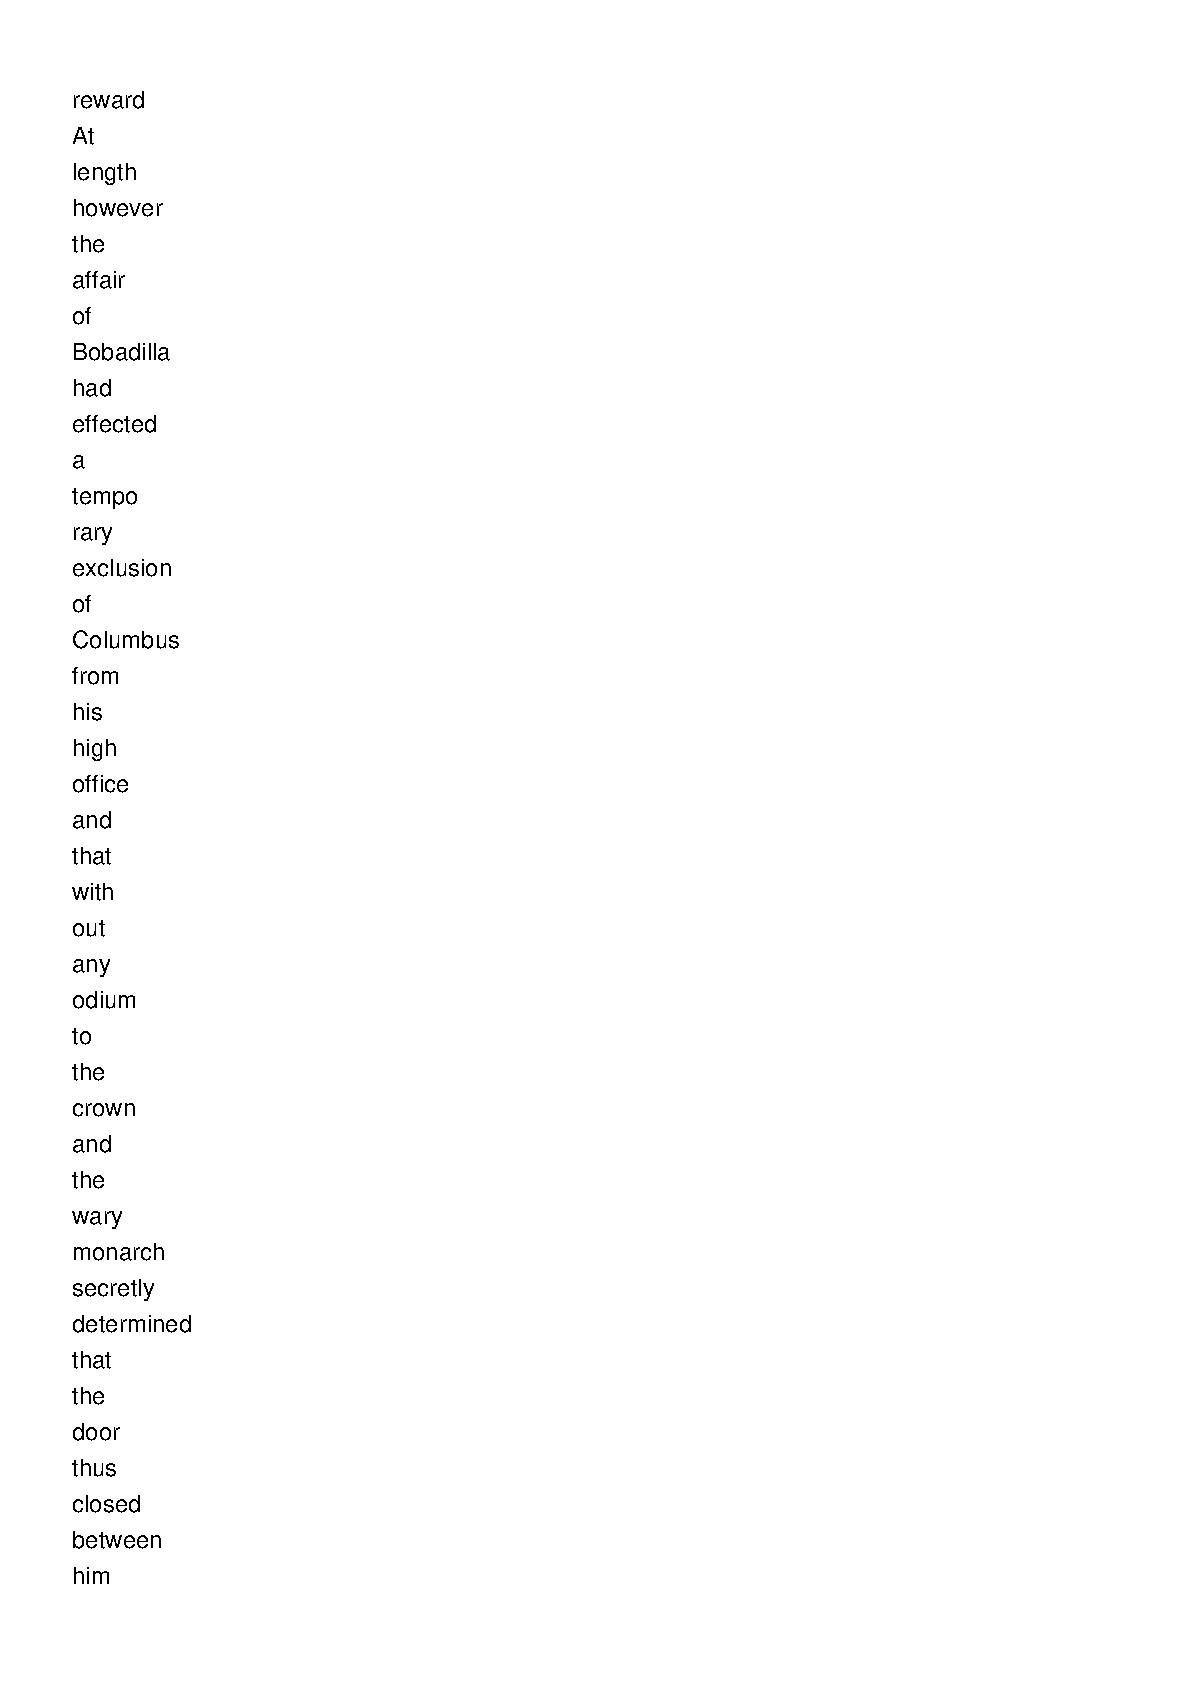 reward
At
length
however
the
affair
of
Bobadilla
had
effected
a
tempo
rary
exclusion
of
Columbus
from
his
high
office
and
that
with
out
any
odium
to
the
crown
and
the
wary
monarch
secretly
determined
that
the
door
thus
closed
between
him